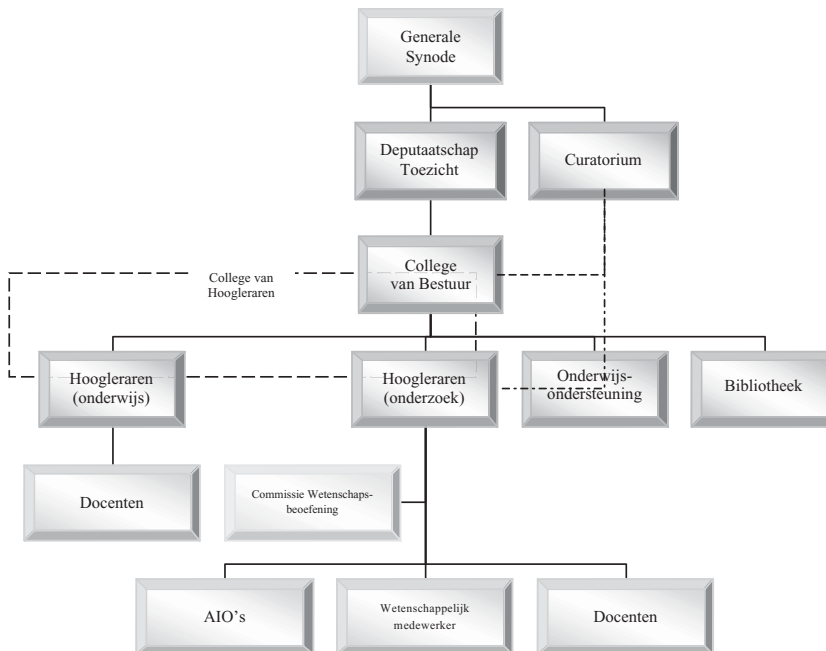 Generale
Synode
Deputaatschap
Toezicht
Curatorium
College van
Hoogleraren
College
van Bestuur
Hoogleraren
(onderwijs)
Hoogleraren
(onderzoek)
Onderwijs-
ondersteuning
Bibliotheek
Docenten
Commissie Wetenschaps-
beoefening
AIO's
Wetenschappelijk
medewerker
Docenten